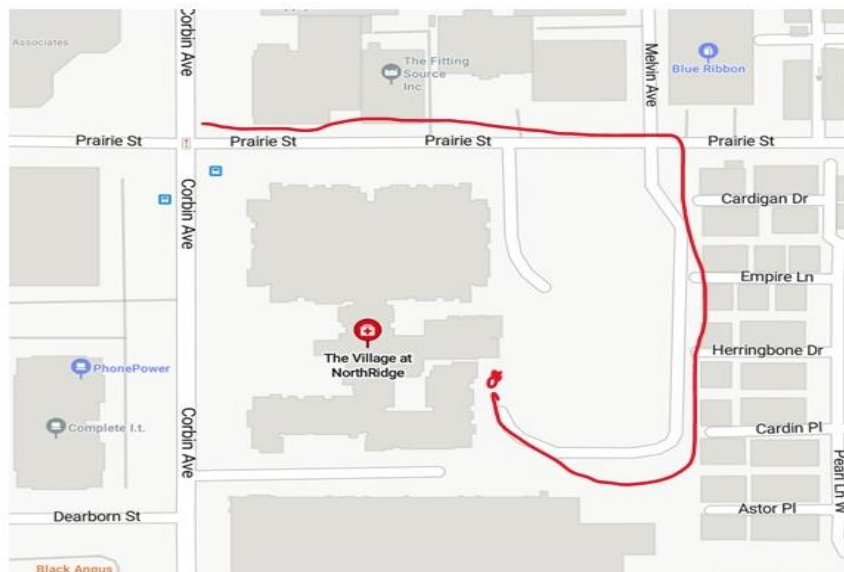 Associates
Corbin Ave
The Fitting
Source
Inc.
Melvin Ave
Blue Ribbon
Prairie St
Prairie St
Prairie St
Prairie St
Corbin Ave
Cardigan Dr
Empire Ln
The Village at
NorthRidge
Herringbone Dr
PhonePower
Complete I.t.
Corbin Ave
Cardin Pl
Pearl Ln W
Astor Pl
Dearborn St
Black Angus